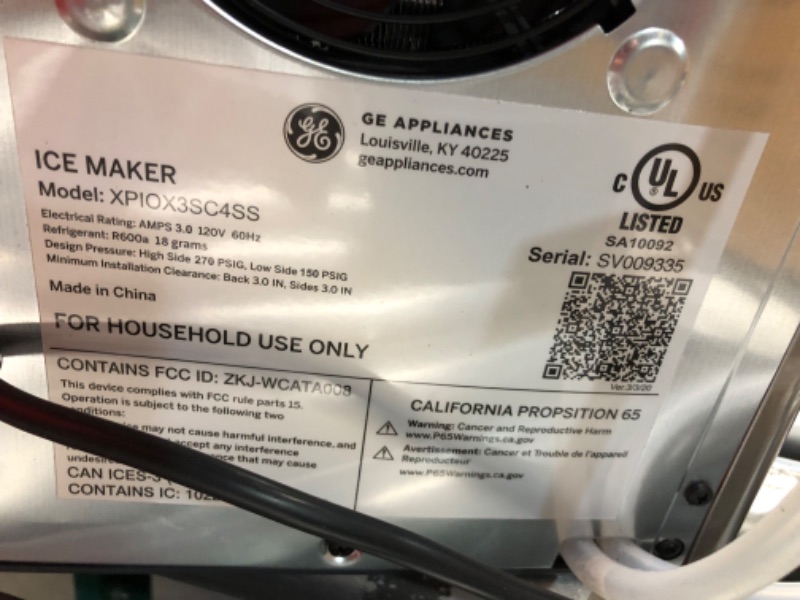 GE APPLIANCES
Louisville, KY 40225
geappliances.com
ICE MAKER
Model: XPIOX3SC4SS
Electrical Rating: AMPS 3.0 120V 60Hz
Refrigerant: R600a 18 grams
Design Pressure: High Side 270 PSIG, Low Side 150 PSIG
Minimum Installation Clearance: Back 3.0 IN, Sides 3.0 IN
Made in China
FOR HOUSEHOLD USE ONLY
C UL US
LISTED
SA10092
Serial: SV009335
Ver.3/3/20
CONTAINS FCC ID: ZKJ-WCATA008
This device complies with FCC rule parts 15.
Operation is subject to the following two
may not cause harmful interference, and
accept any interference
that may cause
CAN ICES-3
CONTAINS IC:
CALIFORNIA PROPSITION 65
Warning: Cancer and Reproductive Harm
www.P65Warnings.ca.gov
Avertissement: Cancer et Trouble de l'appareil
Reproducteur
www.P65Warnings.ca.gov